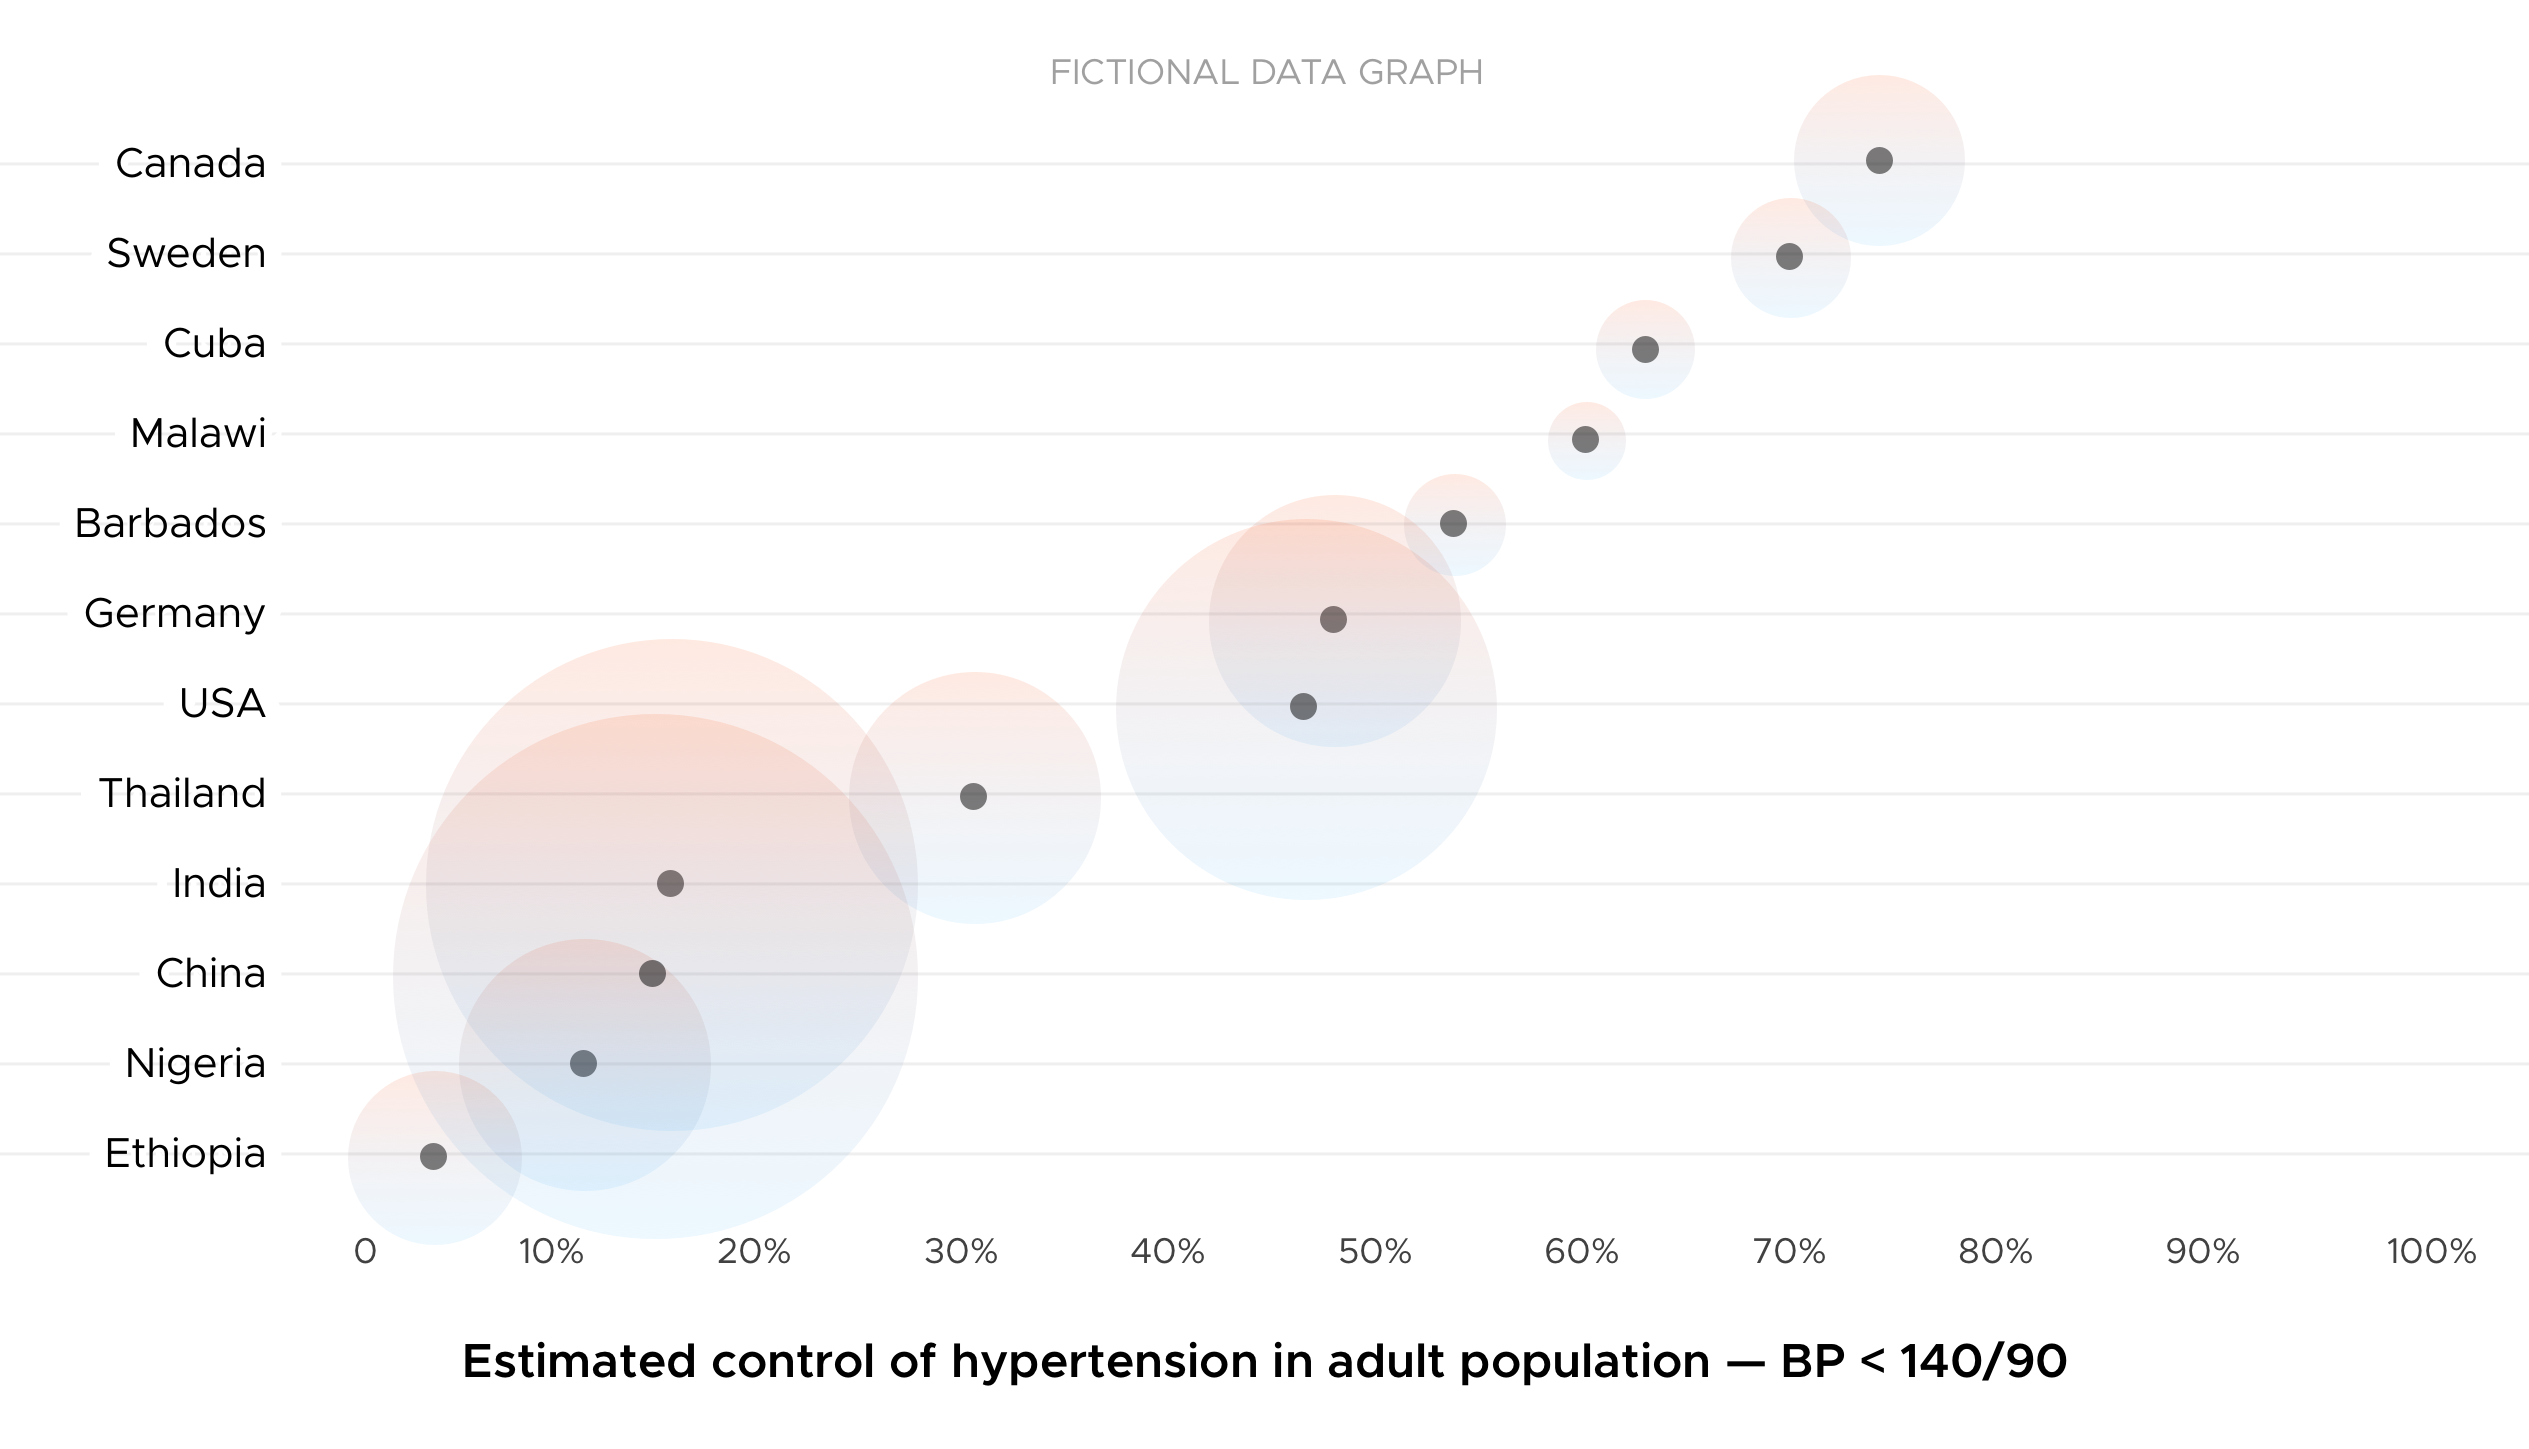 FICTIONAL DATA GRAPH
Canada
Sweden
Cuba
Malawi
Barbados
Germany
USA
Thailand
India
China
Nigeria
Ethiopia
0 10% 20% 30% 40% 50% 60% 70% 80% 90% 100%
Estimated control of hypertension in adult population — BP < 140/90